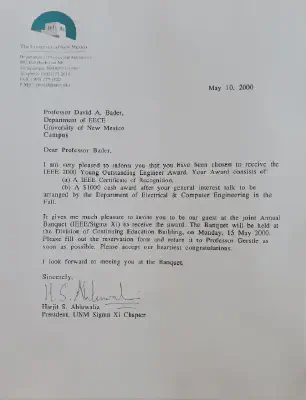 The University of New Mexico
May 10, 2000
Professor David A. Bader,
Department of EECE
University of New Mexico
Campus
Dear Professor Bader,
I am very pleased to inform you that you have been chosen to receive the
IEEE 2000 Young Outstanding Engineer Award. Your Award consists of:
(a) A IEEE Certificate of Recognition.
(b) A $1000 cash award after your general interest talk to be
arranged by the Department of Electrical & Computer Engineering in the
Fall.
It gives me much pleasure to invite you to be our guest at the joint Annual
Banquet (IEEE/Sigma Xi) to receive the award. The Banquet will be held
at the Division of Continuing Education Building, on Monday, 15 May 2000.
Please fill out the reservation form and return it to Professor Gerstle as
soon as possible. Please accept our heartiest congratulations.
I look forward to meeting you at the Banquet.
Sincerely,
H. S. Ahluwalia
Harjit S. Ahluwalia
President, UNM Sigma Xi Chapter